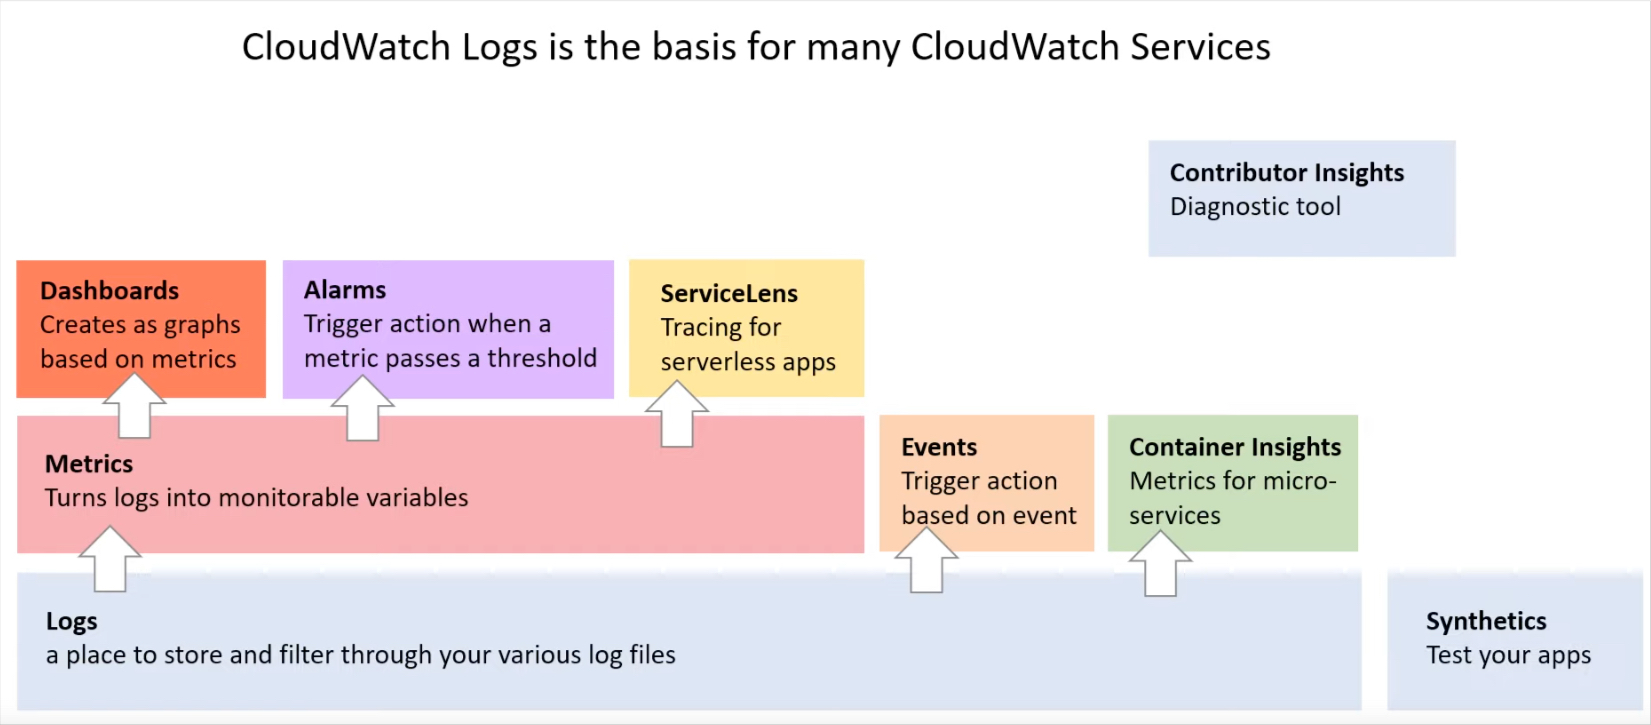 CloudWatch Logs is the basis for many CloudWatch Services
Contributor Insights
Diagnostic tool
Dashboards
Creates as graphs
based on metrics
Alarms
Trigger action when a
metric passes a threshold
ServiceLens
Tracing for
serverless apps
Metrics
Turns logs into monitorable variables
Events
Trigger action
based on event
Container Insights
Metrics for micro-
services
Logs
a place to store and filter through your various log files
Synthetics
Test your apps